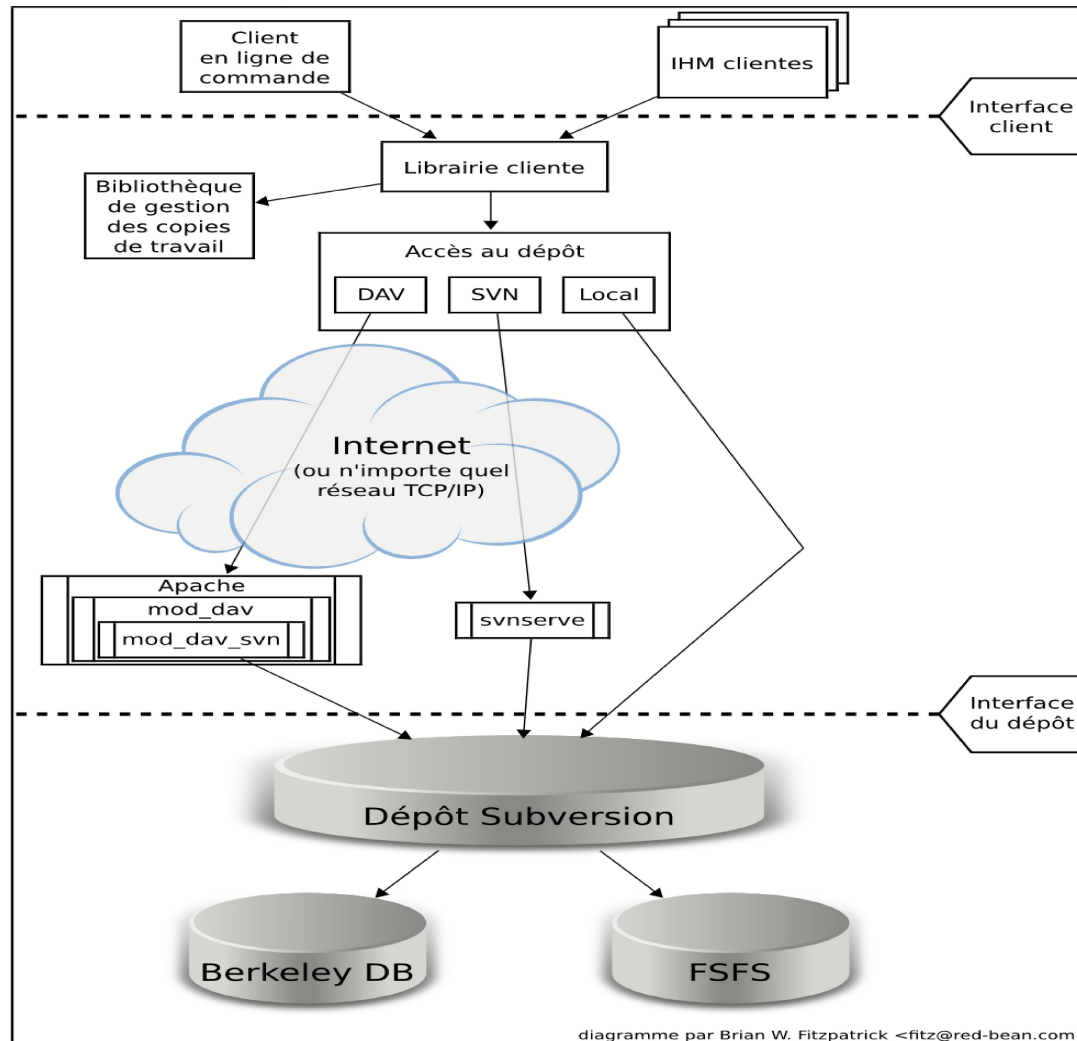 Client
en ligne de
commande
IHM clientes
Interface
client
Librairie cliente
Bibliothèque
de gestion
des copies
de travail
Accès au dépôt
DAV
SVN
Local
Internet
(ou n'importe quel
réseau TCP/IP)
Apache
mod_dav
mod_dav_svn
svnserve
Interface
du dépôt
Dépôt Subversion
Berkeley DB
FSFS
diagramme par Brian W. Fitzpatrick <fitz@red-bean.com